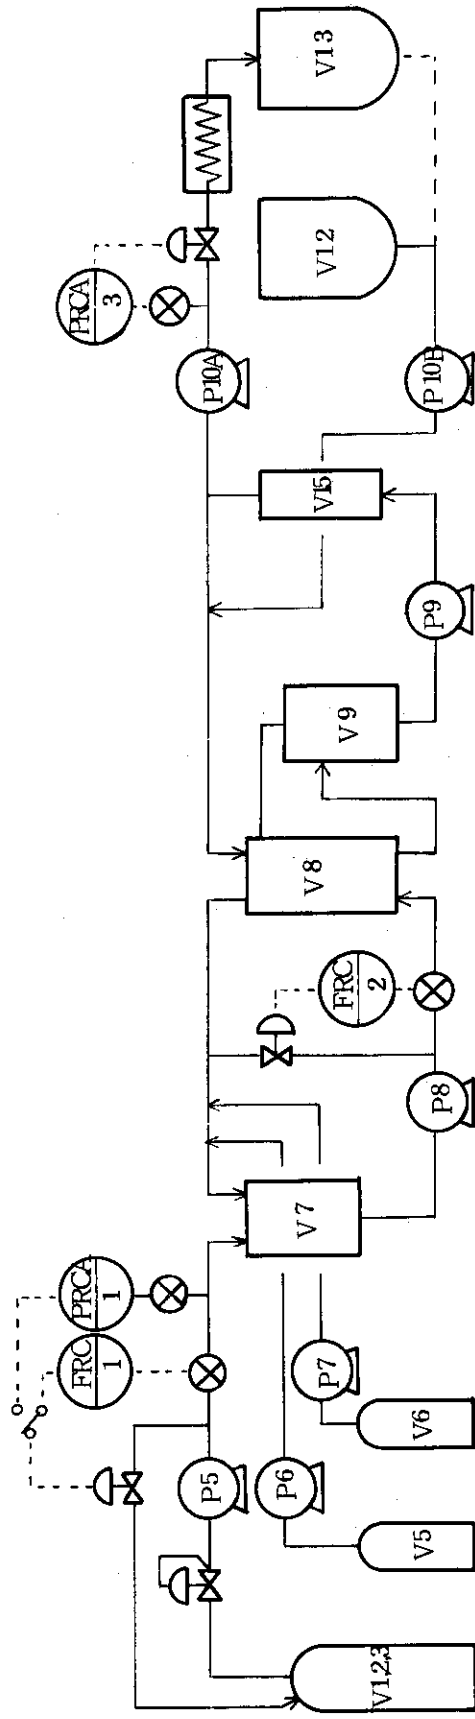 V1,2,3
V5
V6
P5
P6
P7
FRC
1
PRCA
1
V7
P8
FRC
2
V8
V9
P9
V15
P10A
P10B
PRCA
3
V12
V13